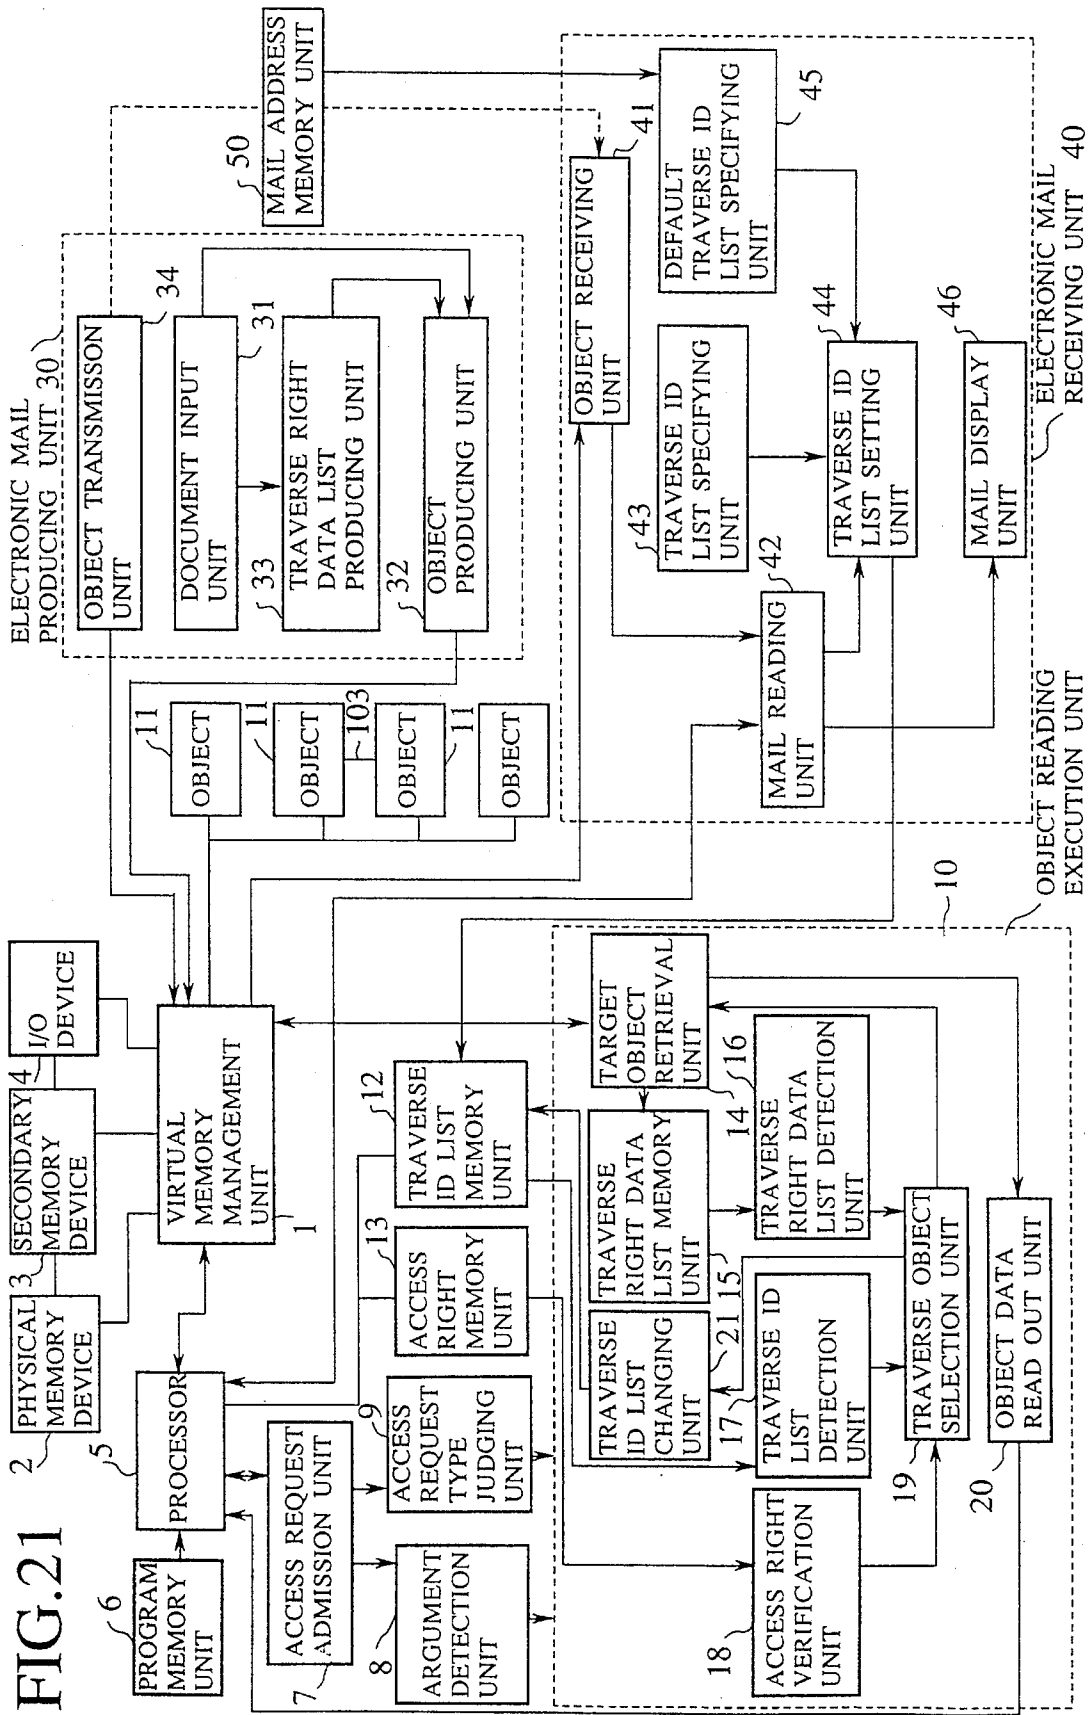 FIG.21
2
PHYSICAL
MEMORY
DEVICE
3
SECONDARY
MEMORY
DEVICE
4
I/O
DEVICE
ELECTRONIC MAIL
PRODUCING UNIT 30
OBJECT TRANSMISSON
UNIT
34
DOCUMENT INPUT
UNIT
31
33
TRAVERSE RIGHT
DATA LIST
PRODUCING UNIT
32
OBJECT
PRODUCING UNIT
50
MAIL ADDRESS
MEMORY UNIT
6
PROGRAM
MEMORY
UNIT
5
PROCESSOR
VIRTUAL
MEMORY
MANAGEMENT
UNIT
1
11
OBJECT
11
OBJECT
103
OBJECT
11
OBJECT
7
ACCESS REQUEST
ADMISSION UNIT
8
ARGUMENT
DETECTION
UNIT
9
ACCESS
REQUEST
TYPE
JUDGING
UNIT
13
ACCESS
RIGHT
MEMORY
UNIT
12
TRAVERSE
ID LIST
MEMORY
UNIT
OBJECT RECEIVING
UNIT
41
43
TRAVERSE ID
LIST SPECIFYING
UNIT
DEFAULT
TRAVERSE ID
LIST SPECIFYING
UNIT
45
MAIL READING
UNIT
42
TRAVERSE ID
LIST SETTING
UNIT
44
MAIL DISPLAY
UNIT
46
ELECTRONIC MAIL
RECEIVING UNIT 40
18
ACCESS RIGHT
VERIFICATION
UNIT
TRAVERSE
ID LIST
CHANGING
UNIT
21
TRAVERSE
RIGHT DATA
LIST MEMORY
UNIT
15
TARGET
OBJECT
RETRIEVAL
UNIT
16
17
TRAVERSE ID
LIST
DETECTION
UNIT
14
TRAVERSE
RIGHT DATA
LIST DETECTION
UNIT
19
TRAVERSE OBJECT
SELECTION UNIT
20
OBJECT DATA
READ OUT UNIT
10
OBJECT READING
EXECUTION UNIT